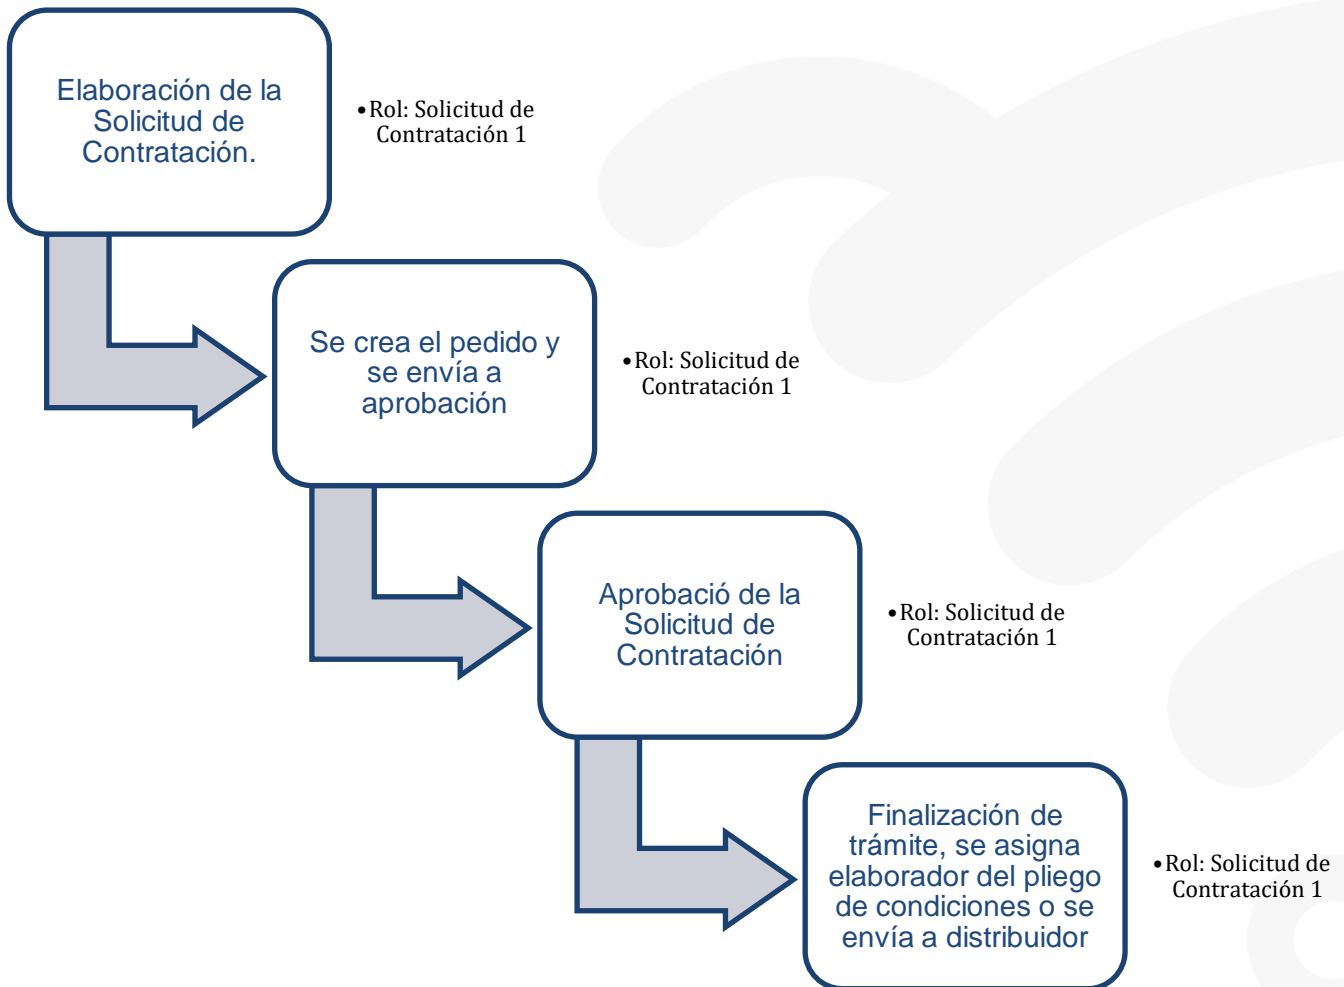 Elaboración de la
Solicitud de
Contratación.
•Rol: Solicitud de
Contratación 1
Se crea el pedido y
se envía a
aprobación
•Rol: Solicitud de
Contratación 1
Aprobació de la
Solicitud de
Contratación
•Rol: Solicitud de
Contratación 1
Finalización de
trámite, se asigna
elaborador del pliego
de condiciones o se
envía a distribuidor
•Rol: Solicitud de
Contratación 1